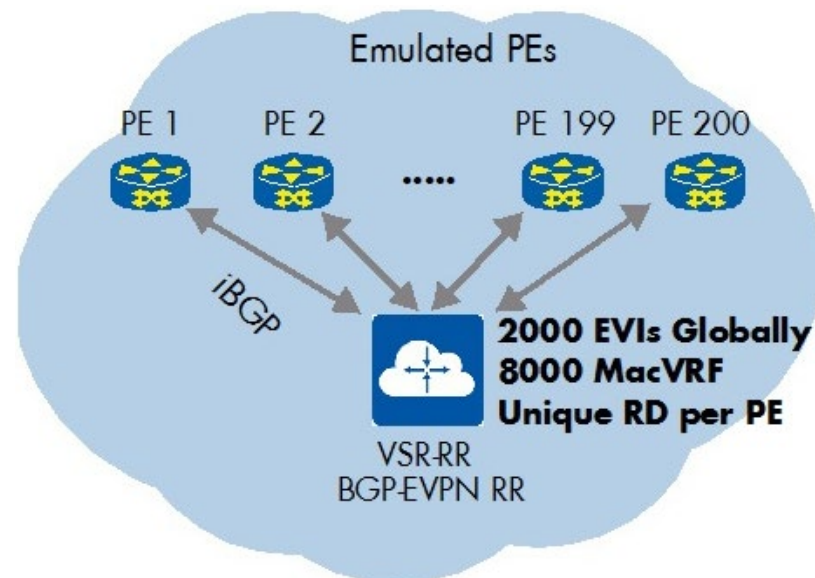 Emulated PEs
PE 1
PE 2
.....
PE 199
PE 200
iBGP
2000 EVIs Globally
8000 MacVRF
Unique RD per PE
VSR-RR
BGP-EVPN RR